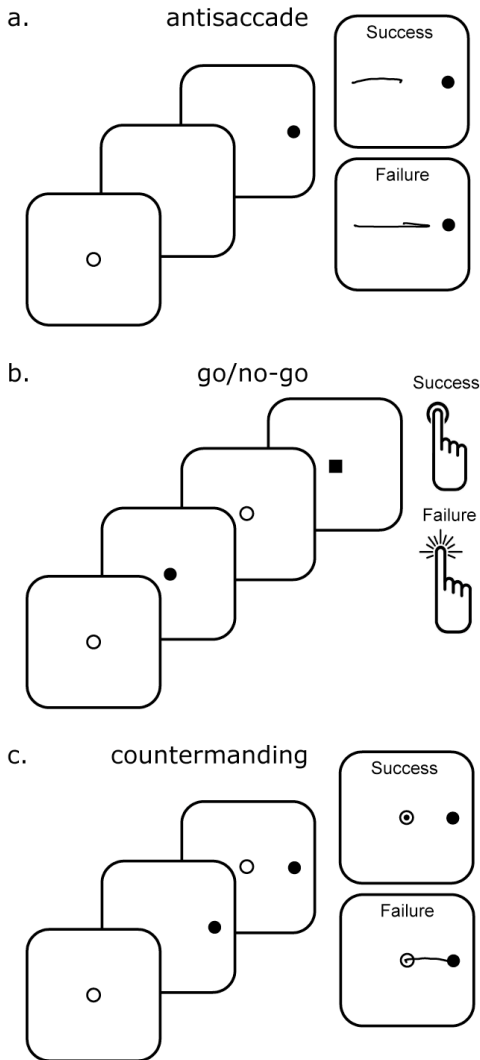 a. antisaccade
Success
Failure
b. go/no-go
Success
Failure
c. countermanding
Success
Failure